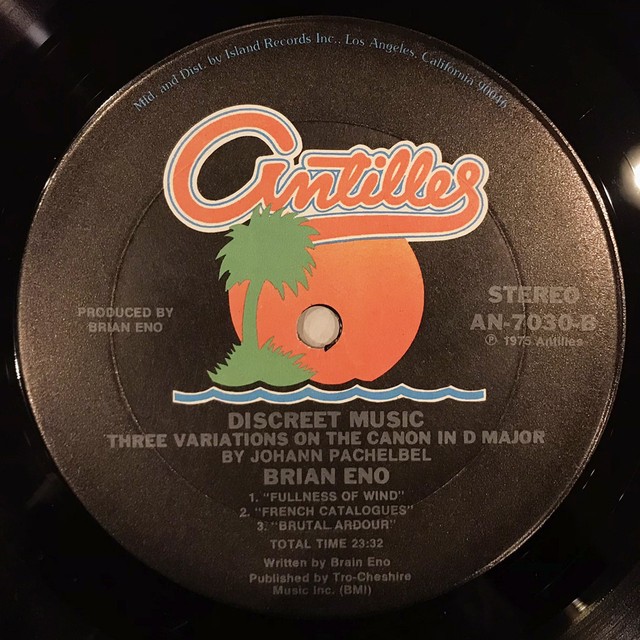 Mfd. and Dist. by Island Records Inc., Los Angeles, California 90046
Antilles
PRODUCED BY
BRIAN ENO
STEREO
AN-7030-B
℗ 1975 Antilles
DISCREET MUSIC
THREE VARIATIONS ON THE CANON IN D MAJOR
BY JOHANN PACHELBEL
BRIAN ENO
1. "FULLNESS OF WIND"
2. "FRENCH CATALOGUES"
3. "BRUTAL ARDOUR"
TOTAL TIME 23:32
Written by Brain Eno
Published by Tro-Cheshire
Music Inc. (BMI)